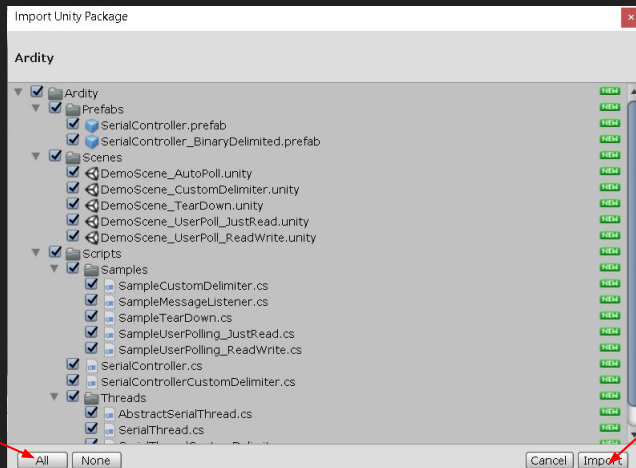 Import Unity Package
×
Ardity
Ardity NEW
Prefabs NEW
SerialController.prefab NEW
SerialController_BinaryDelimited.prefab NEW
Scenes NEW
DemoScene_AutoPoll.unity NEW
DemoScene_CustomDelimiter.unity NEW
DemoScene_TearDown.unity NEW
DemoScene_UserPoll_JustRead.unity NEW
DemoScene_UserPoll_ReadWrite.unity NEW
Scripts NEW
Samples NEW
SampleCustomDelimiter.cs NEW
SampleMessageListener.cs NEW
SampleTearDown.cs NEW
SampleUserPolling_JustRead.cs NEW
SampleUserPolling_ReadWrite.cs NEW
SerialController.cs NEW
SerialControllerCustomDelimiter.cs NEW
Threads NEW
AbstractSerialThread.cs NEW
SerialThread.cs NEW
All None Cancel Import